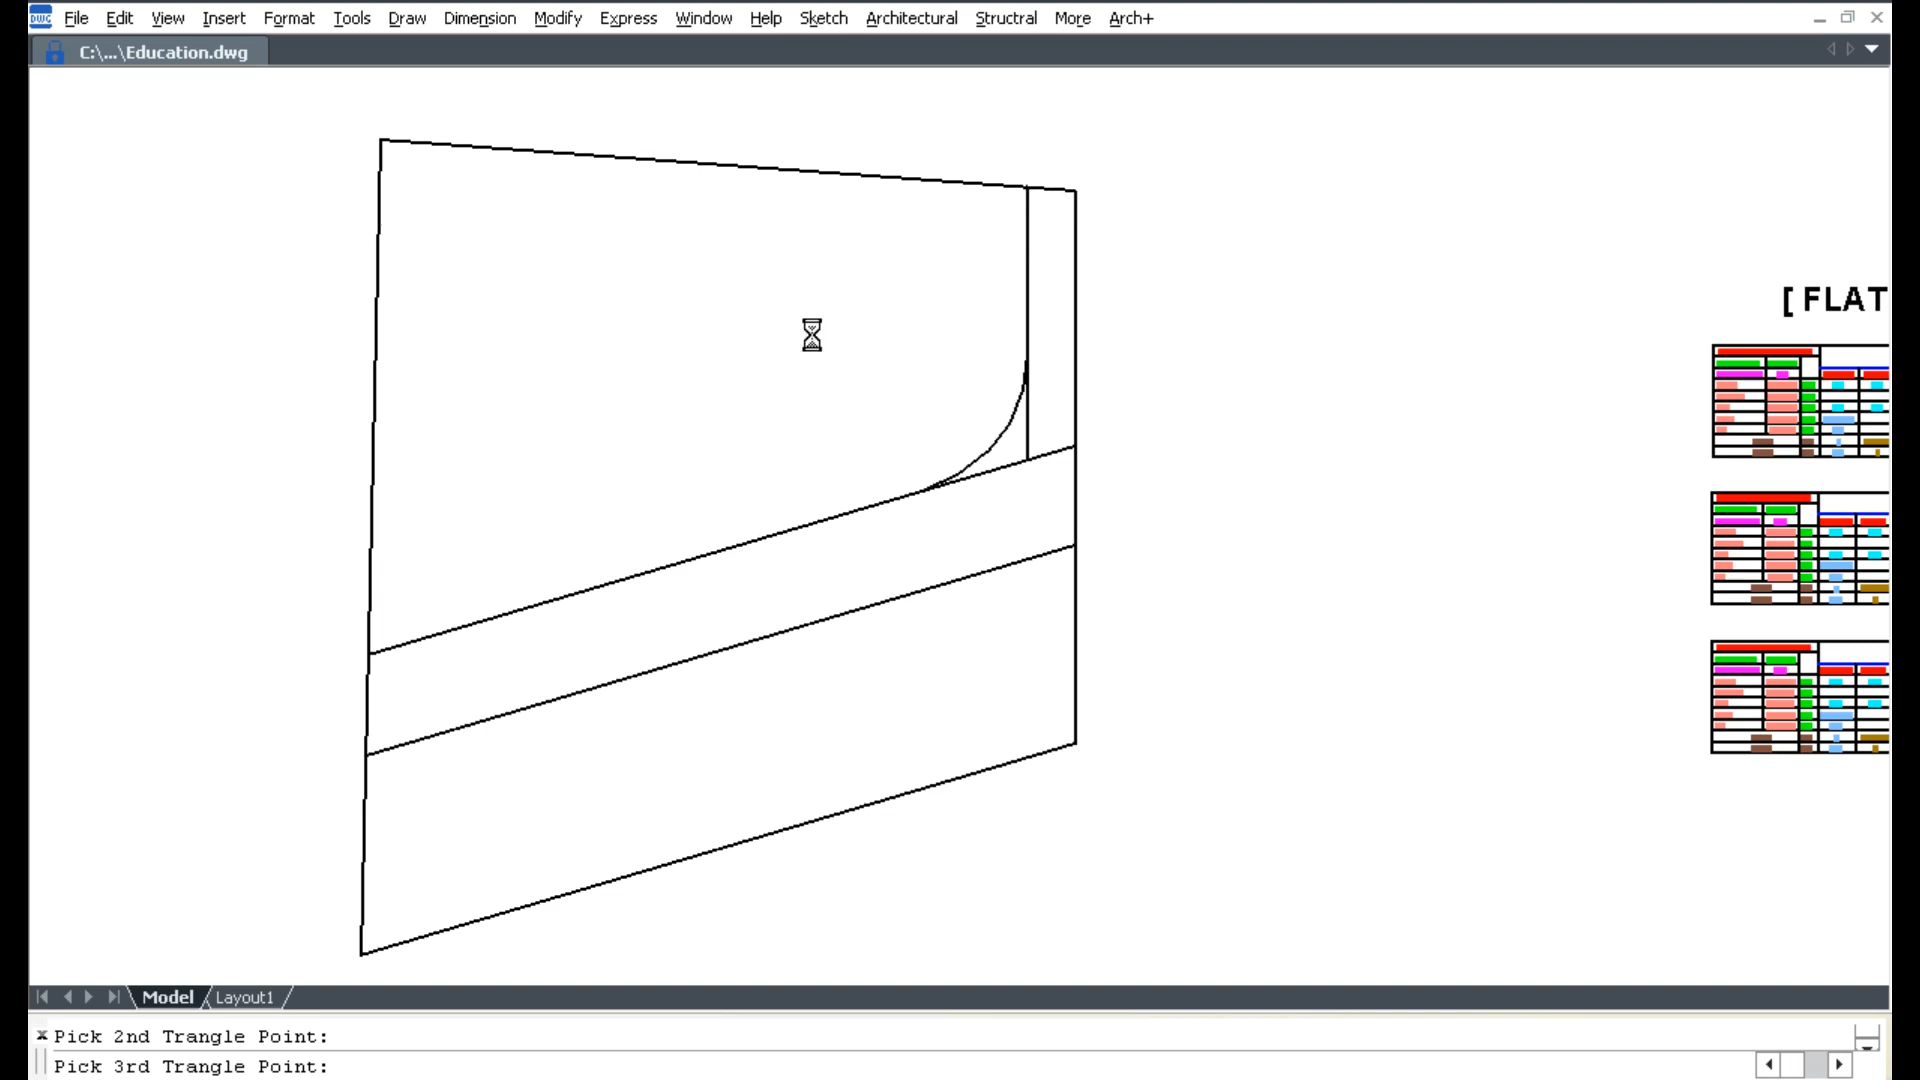 DWG File Edit View Insert Format Tools Draw Dimension Modify Express Window Help Sketch Architectural Structral More Arch+
C:\...\Education.dwg
[ FLAT
Model Layout1
Pick 2nd Trangle Point:
Pick 3rd Trangle Point: